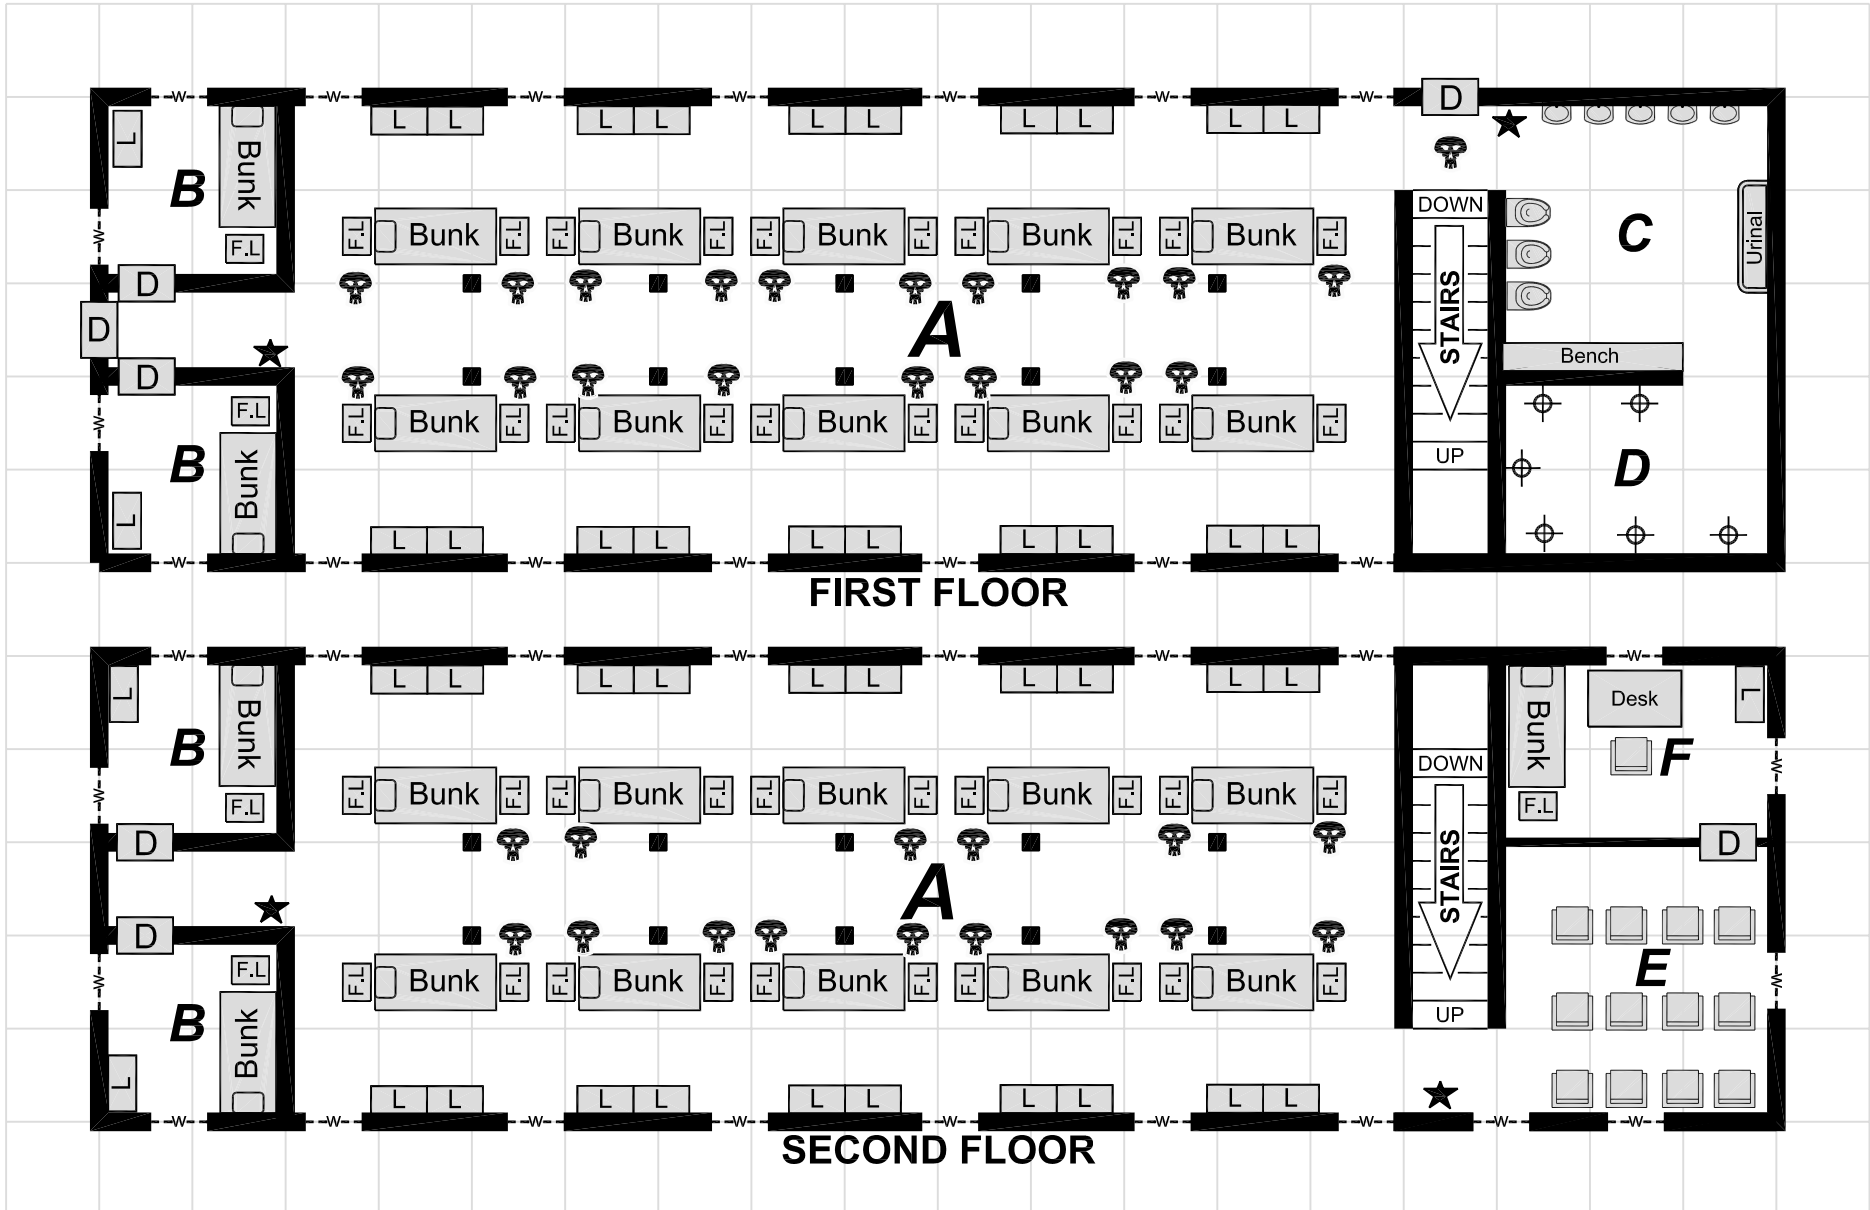 W W W W W W W
D
L L L L L L L L L L
L
Bunk
B
F.L
W
DOWN
C
Urinal
F.L Bunk F.L F.L Bunk F.L F.L Bunk F.L F.L Bunk F.L F.L Bunk F.L
D
A
STAIRS
D
D
Bench
F.L
W
F.L Bunk F.L F.L Bunk F.L F.L Bunk F.L F.L Bunk F.L F.L Bunk F.L
B
Bunk
UP
D
L
L L L L L L L L L L
W W W W W W W
FIRST FLOOR
W W W W W W W W
L L L L L L L L L L
L
Bunk
B
F.L
W
DOWN
Bunk
Desk
L
F
W
F.L
F.L Bunk F.L F.L Bunk F.L F.L Bunk F.L F.L Bunk F.L F.L Bunk F.L
D
D
A
STAIRS
D
F.L
W
E
W
F.L Bunk F.L F.L Bunk F.L F.L Bunk F.L F.L Bunk F.L F.L Bunk F.L
B
Bunk
UP
L
L L L L L L L L L L
W W W W W W W W W
SECOND FLOOR